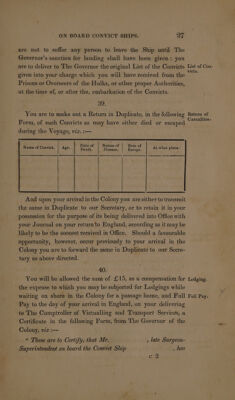 ON BOARD CONVICT SHIPS. 27
are not to suffer any person to leave the Ship until The
Governor's sanction for landing shall have been given: you
are to deliver to The Governor the original List of the Convicts
List of Con-
victs.
given into your charge which you will have received from the
Prisons or Overseers of the Hulks, or other proper Authorities,
at the time of, or after the, embarkation of the Convicts.
39.
You are to make out a Return in Duplicate, in the following
Return of
Casualties.
Form, of such Convicts as may have either died or escaped
during the Voyage, viz.:—
Name of Convict. Age. Date of Death. Nature of Disease. Date of Escape. At what place.
And upon your arrival in the Colony you are either to transmit
the same in Duplicate to our Secretary, or to retain it in your
possession for the purpose of its being delivered into Office with
your Journal on your return to England, according as it may be
likely to be the soonest received in Office. Should a favourable
opportunity, however, occur previously to your arrival in the
Colony you are to forward the same in Duplicate to our Secre-
tary as above directed.
40.
You will be allowed the sum of £15, as a compensation for
Lodging.
the expense to which you may be subjected for Lodgings while
waiting on shore in the Colony for a passage home, and Full
Full Pay.
Pay to the day of your arrival in England, on your delivering
to The Comptroller of Victualling and Transport Services, a
Certificate in the following Form, from The Governor of the
Colony, viz:—
" These are to Certify, that Mr. , late Surgeon-
Superintendent on board the Convict Ship , has
c 2